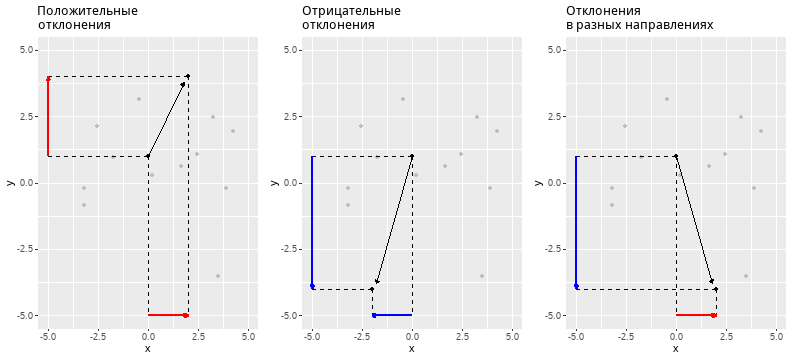 Положительные
отклонения
5.0
2.5
0.0
-2.5
-5.0
y
-5.0 -2.5 0.0 2.5 5.0
x
Отрицательные
отклонения
5.0
2.5
0.0
-2.5
-5.0
y
-5.0 -2.5 0.0 2.5 5.0
x
Отклонения
в разных направлениях
5.0
2.5
0.0
-2.5
-5.0
y
-5.0 -2.5 0.0 2.5 5.0
x